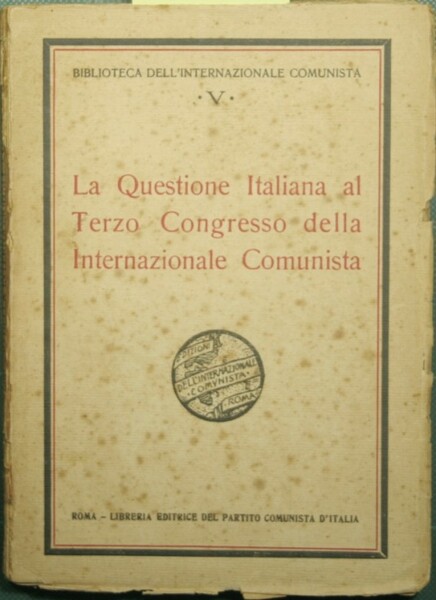 BIBLIOTECA DELL'INTERNAZIONALE COMUNISTA
· V ·
La Questione Italiana al
Terzo Congresso della
Internazionale Comunista
EDIZIONI
DELL'INTERNAZIONALE
COMVNISTA
ROMA
ROMA - LIBRERIA EDITRICE DEL PARTITO COMUNISTA D'ITALIA